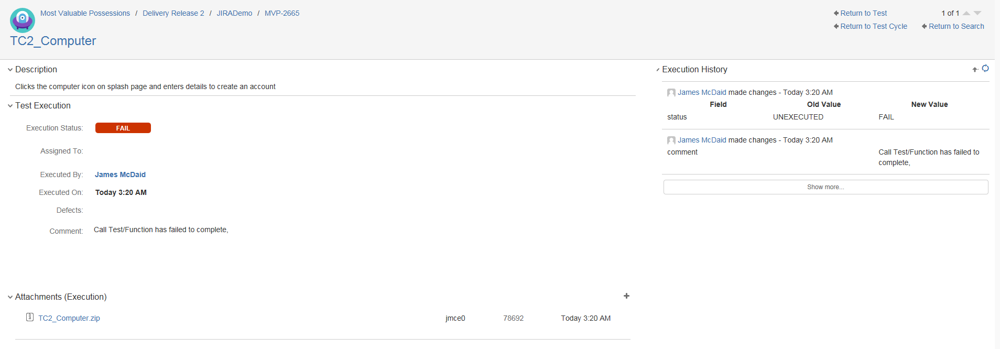 Most Valuable Possessions / Delivery Release 2 / JIRADemo / MVP-2665
TC2_Computer
Return to Test
1 of 1
Return to Test Cycle
Return to Search
Description
Clicks the computer icon on splash page and enters details to create an account
Test Execution
Execution Status: FAIL
Assigned To:
Executed By: James McDaid
Executed On: Today 3:20 AM
Defects:
Comment: Call Test/Function has failed to complete,
Attachments (Execution)
TC2_Computer.zip jmce0 78692 Today 3:20 AM
Execution History
James McDaid made changes - Today 3:20 AM
Field Old Value New Value
status UNEXECUTED FAIL
James McDaid made changes - Today 3:20 AM
comment Call Test/Function has failed to
complete,
Show more...